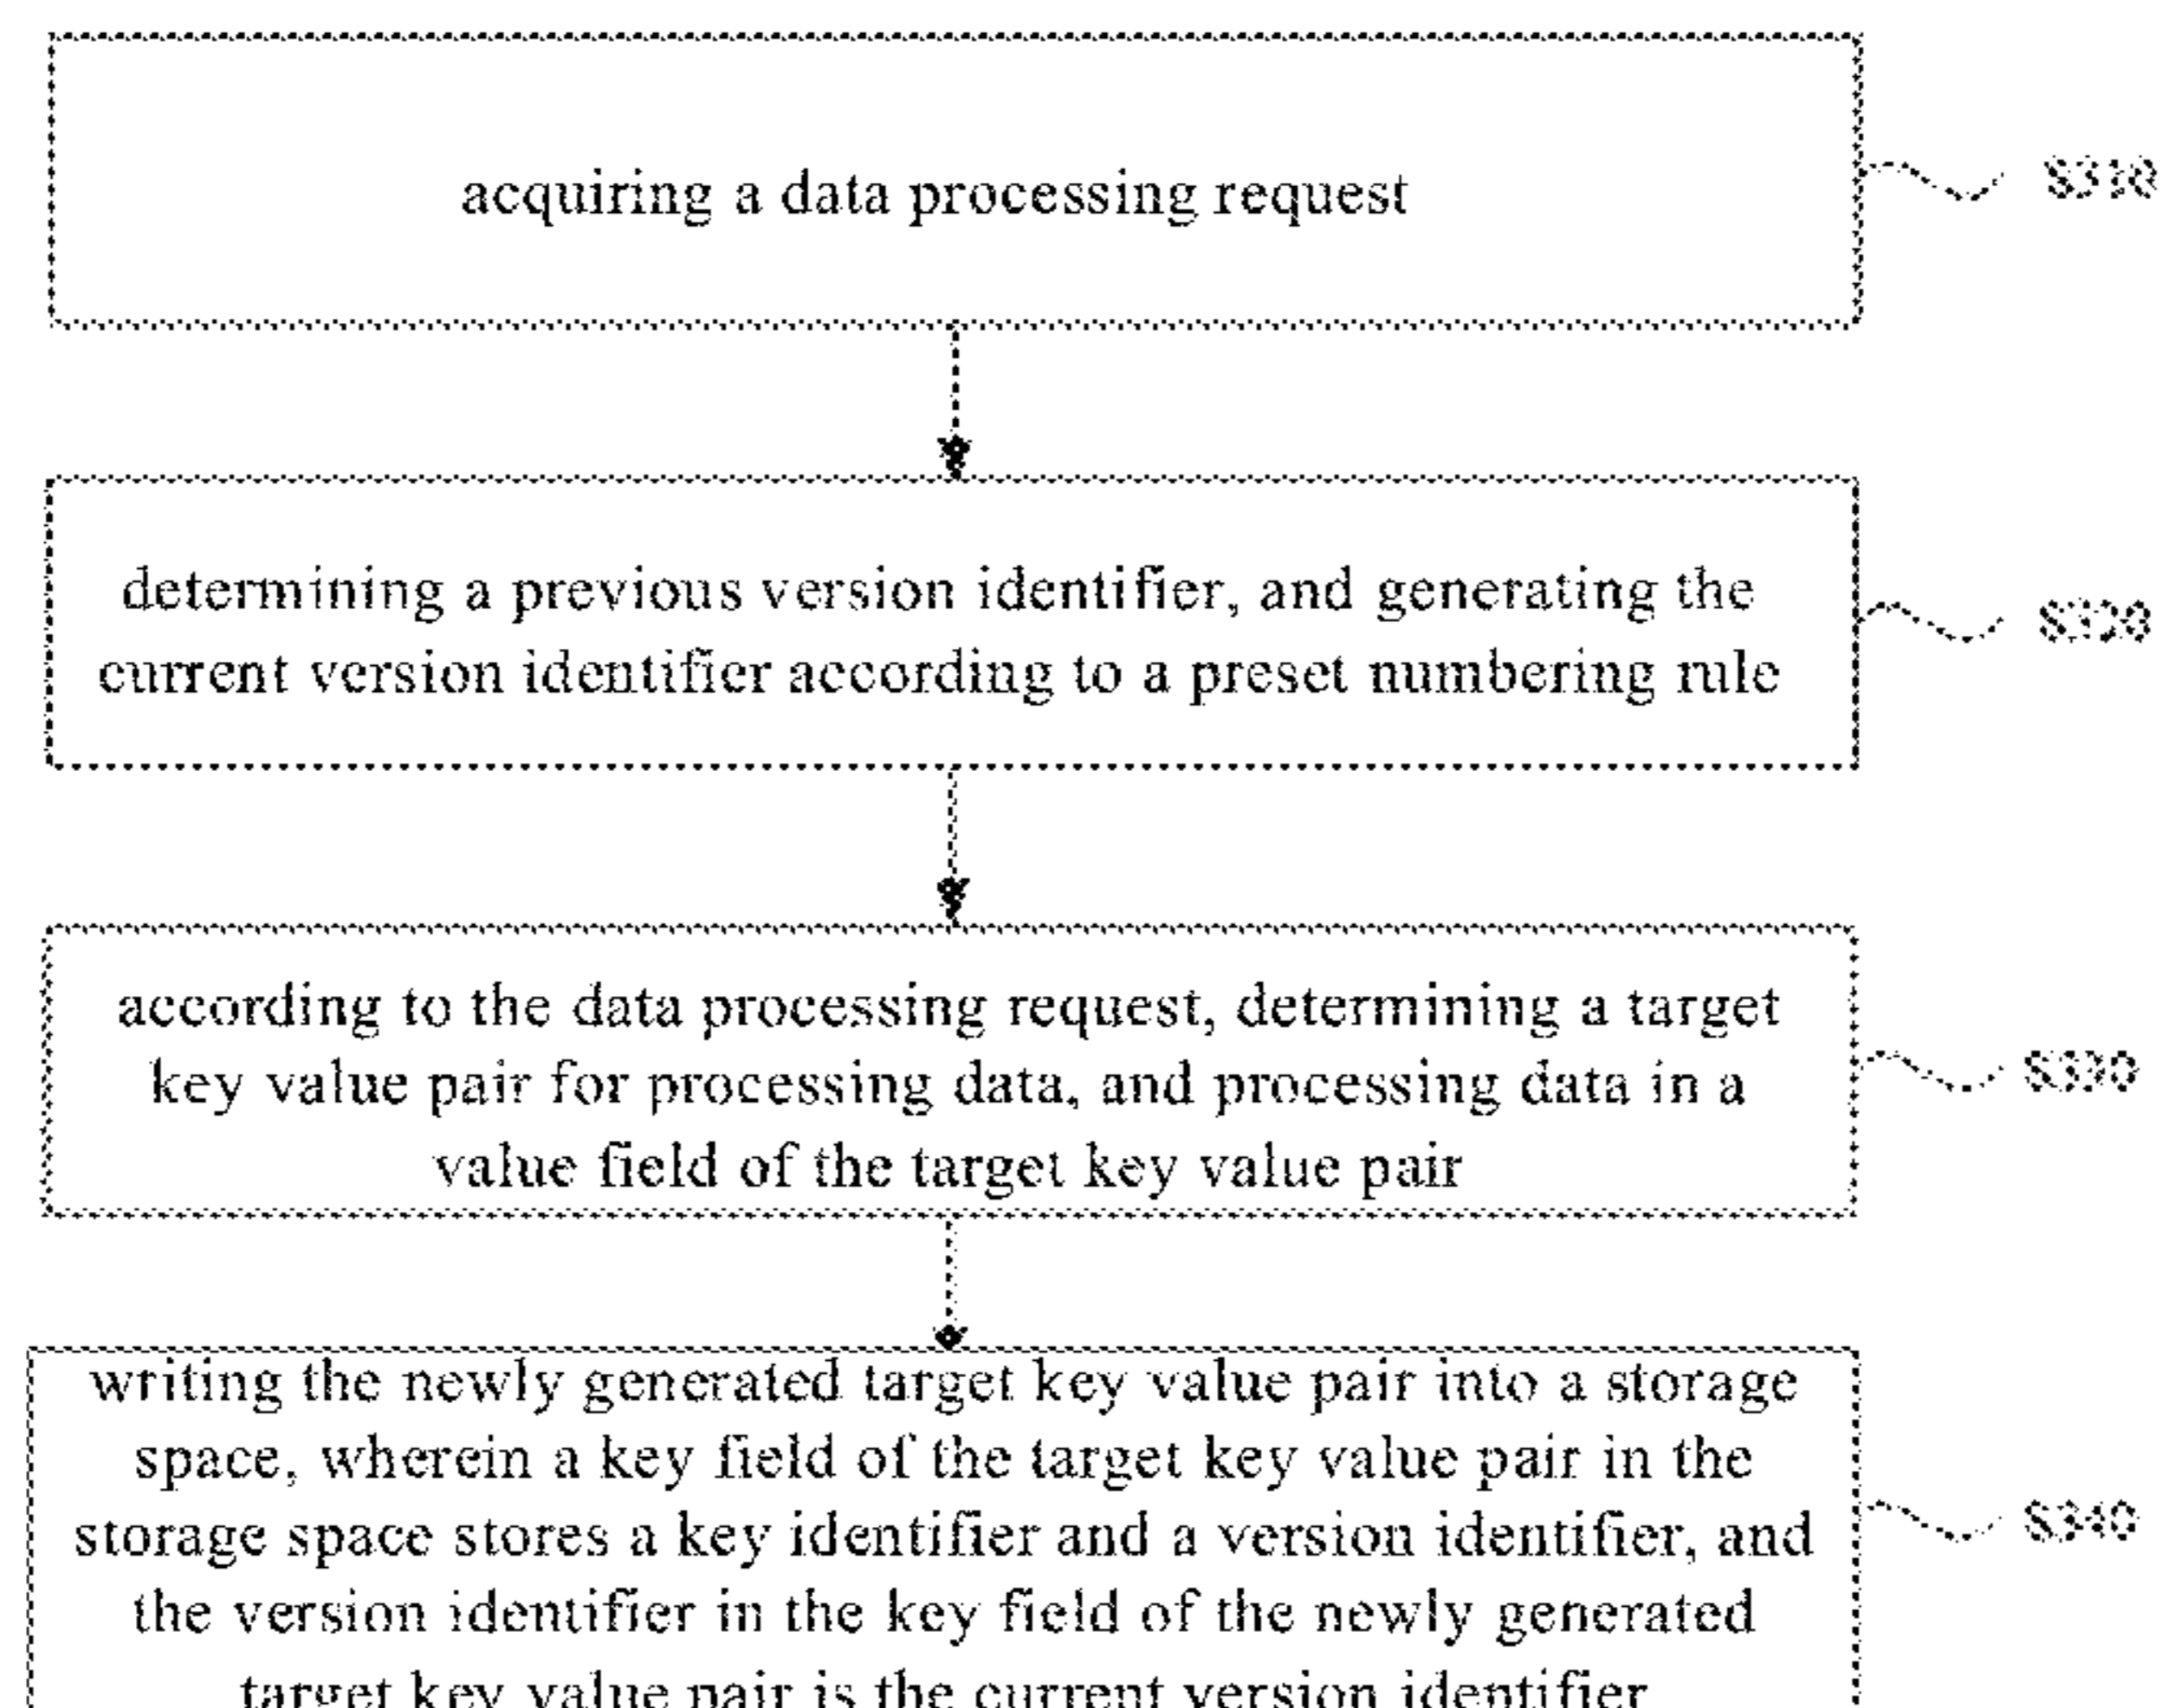 acquiring a data processing request
S310
determining a previous version identifier, and generating the
current version identifier according to a preset numbering rule
S320
according to the data processing request, determining a target
key value pair for processing data, and processing data in a
value field of the target key value pair
S330
writing the newly generated target key value pair into a storage
space, wherein a key field of the target key value pair in the
storage space stores a key identifier and a version identifier, and
the version identifier in the key field of the newly generated
target key value pair is the current version identifier
S340